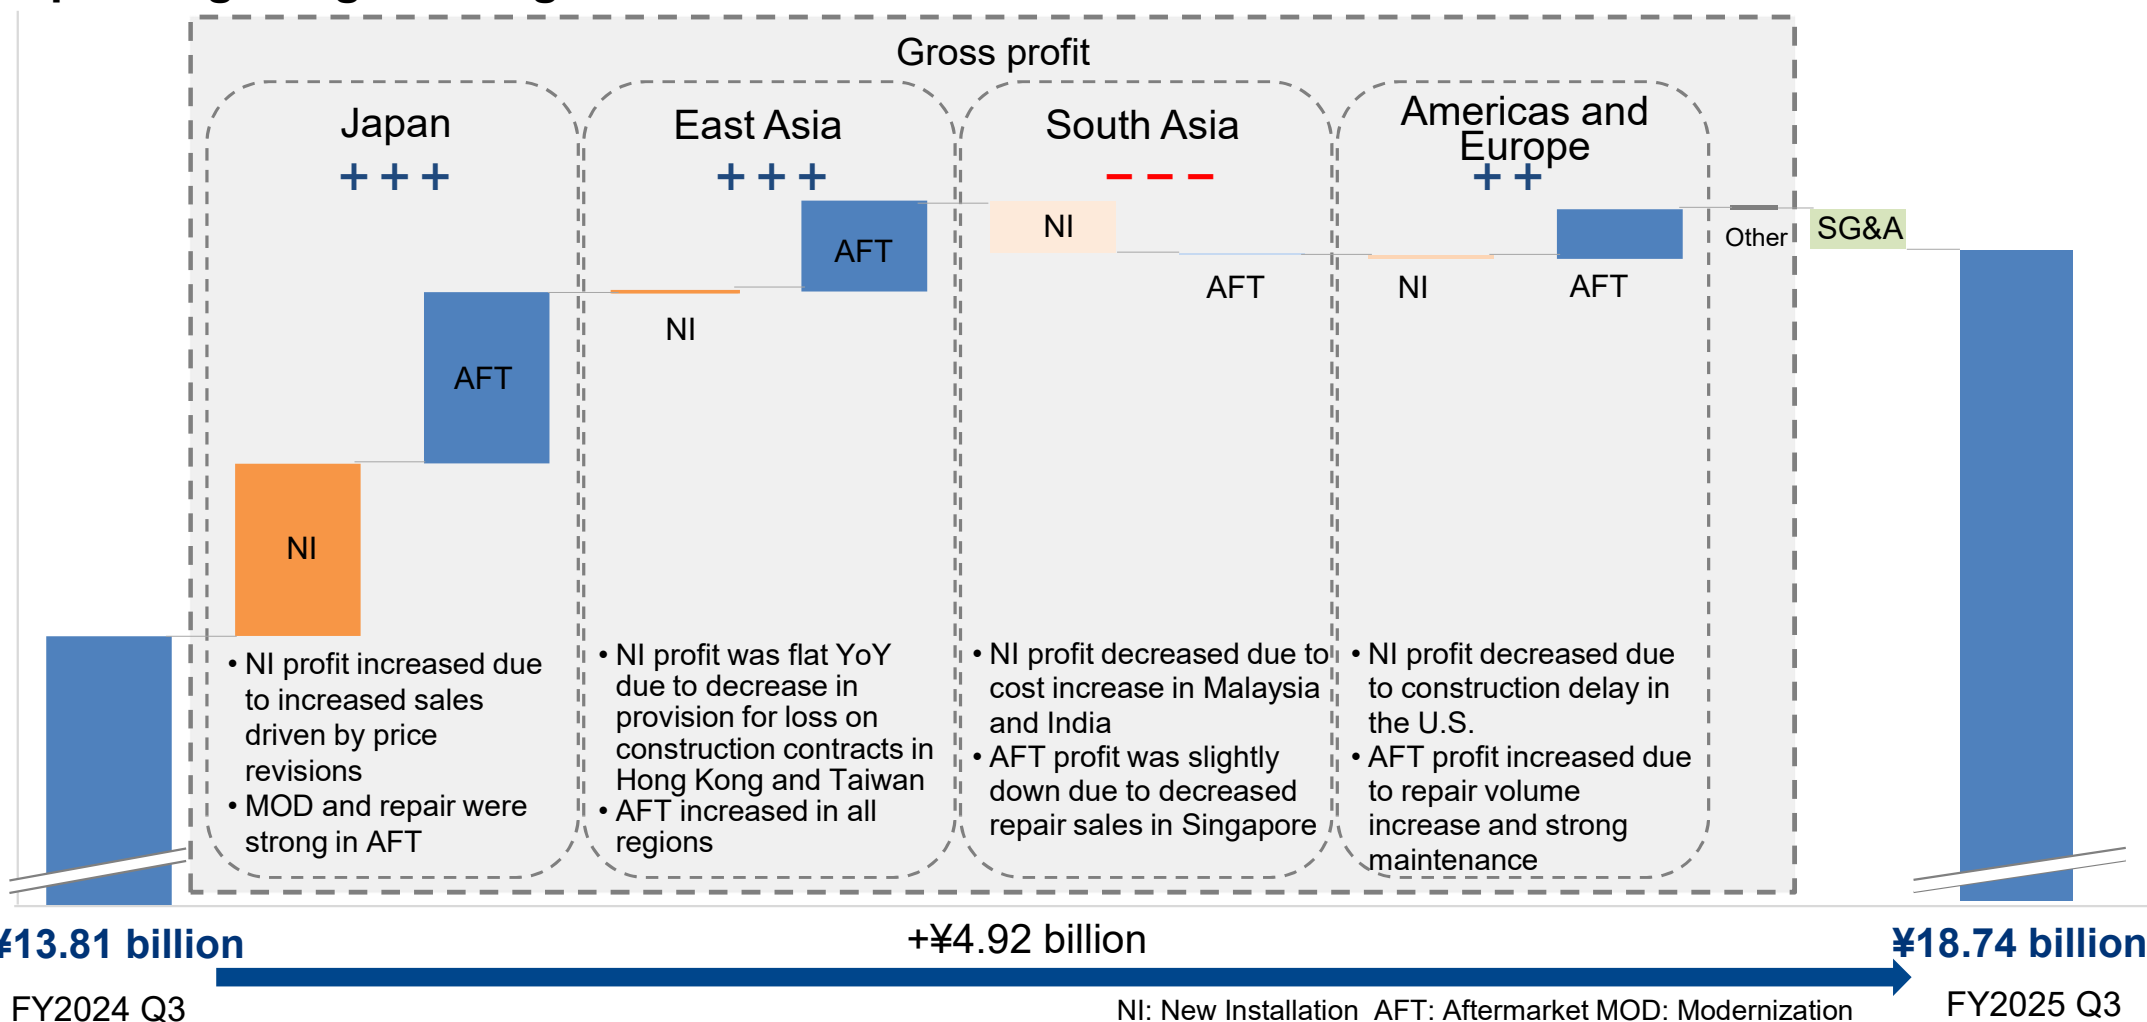 Gross profit
Japan
+ + +
NI
AFT
• NI profit increased due
to increased sales
driven by price
revisions
• MOD and repair were
strong in AFT
East Asia
+ + +
NI
AFT
• NI profit was flat YoY
due to decrease in
provision for loss on
construction contracts in
Hong Kong and Taiwan
• AFT increased in all
regions
South Asia
− − −
NI
AFT
• NI profit decreased due to
cost increase in Malaysia
and India
• AFT profit was slightly
down due to decreased
repair sales in Singapore
Americas and
Europe
+ +
NI
AFT
• NI profit decreased due
to construction delay in
the U.S.
• AFT profit increased due
to repair volume
increase and strong
maintenance
Other
SG&A
¥13.81 billion
+¥4.92 billion
¥18.74 billion
FY2024 Q3
NI: New Installation  AFT: Aftermarket MOD: Modernization
FY2025 Q3